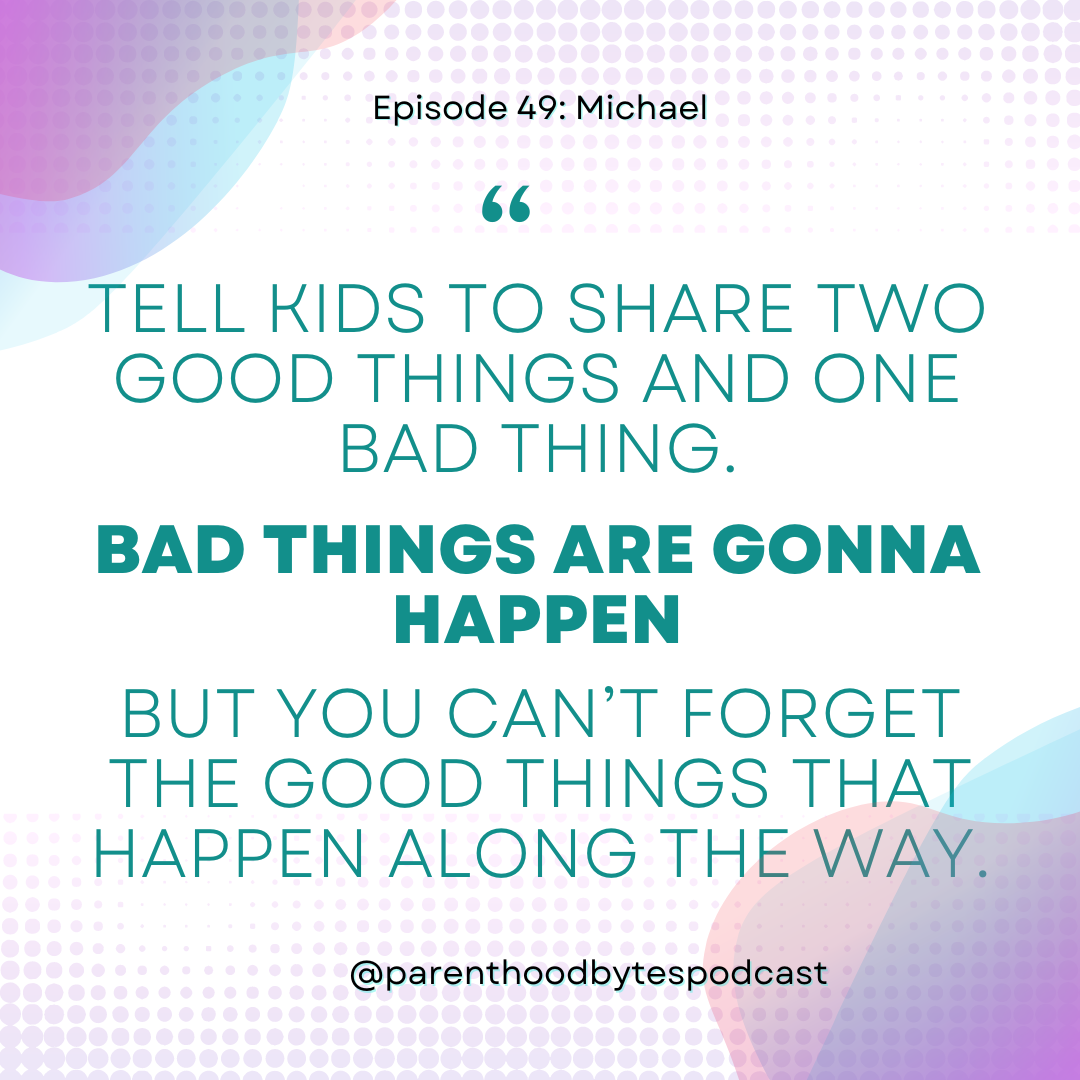 Episode 49: Michael
“
TELL KIDS TO SHARE TWO
GOOD THINGS AND ONE
BAD THING.
BAD THINGS ARE GONNA
HAPPEN
BUT YOU CAN’T FORGET
THE GOOD THINGS THAT
HAPPEN ALONG THE WAY.
@parenthoodbytespodcast